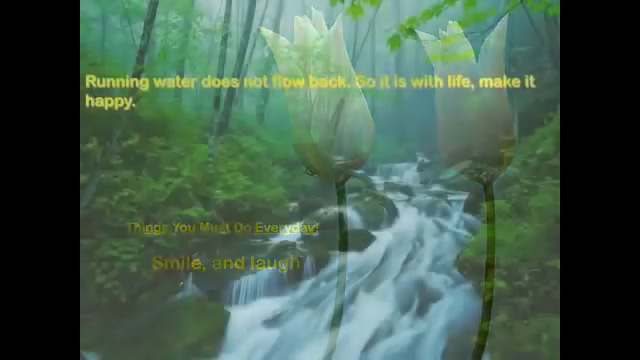 Running water does not flow back. So it is with life, make it
happy.
Things You Must Do Everyday!
Smile, and laugh